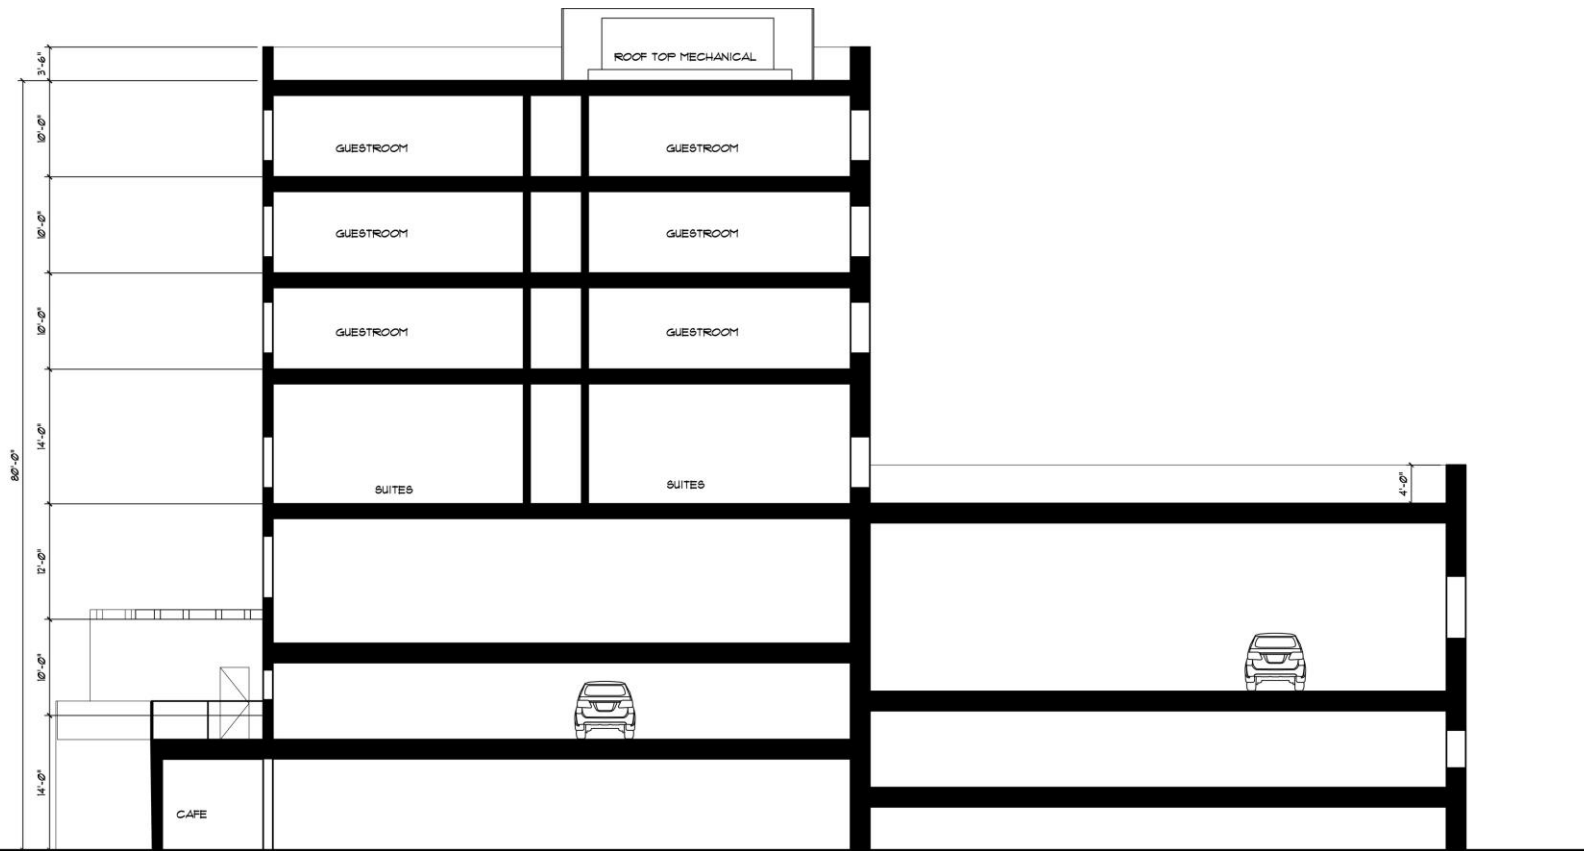 ROOF TOP MECHANICAL
3'-6"
10'-0"
GUESTROOM GUESTROOM
10'-0"
GUESTROOM GUESTROOM
10'-0"
GUESTROOM GUESTROOM
14'-0"
80'-0"
SUITES SUITES
4'-0"
12'-0"
10'-0"
14'-0"
CAFE